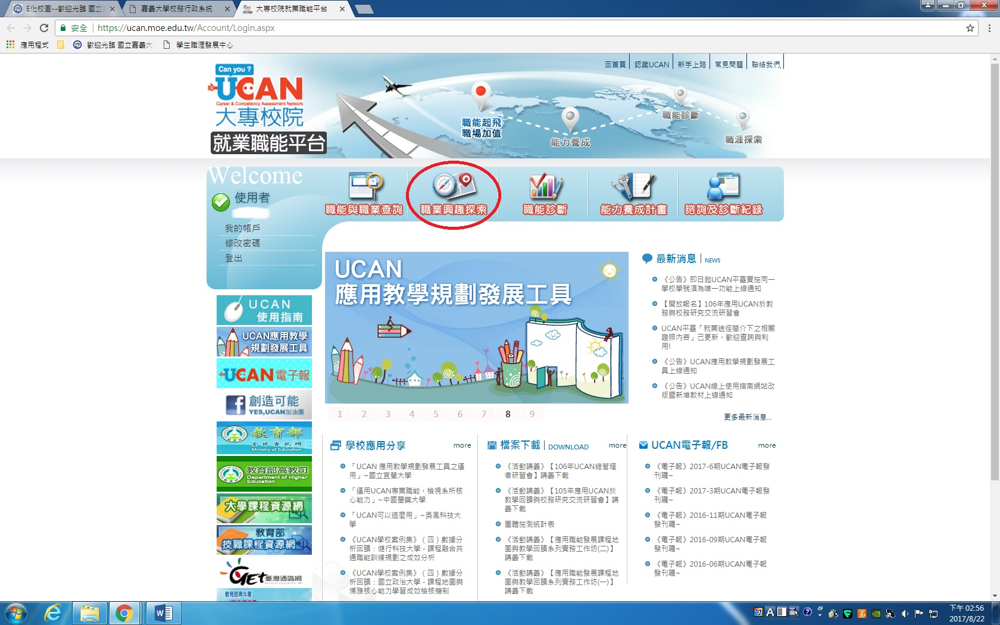 E化校園--歡迎光臨 國立
嘉義大學校務行政系統
大專校院就業職能平台
安全
https://ucan.moe.edu.tw/Account/Login.aspx
應用程式
歡迎光臨 國立嘉義大
學生職涯發展中心
回首頁
認識UCAN
新手上路
常見問題
聯絡我們
Can you ?
UCAN
Career & Competency Assessment Network
大專校院
就業職能平台
職能起飛
職場加值
能力養成
職能診斷
職涯探索
Welcome
使用者
我的帳戶
修改密碼
登出
職能與職業查詢
職業興趣探索
職能診斷
能力養成計畫
諮詢及診斷紀錄
UCAN
使用指南
UCAN應用教學
規劃發展工具
UCAN電子報
創造可能
YES,UCAN加油團
教育部
全球資訊網
Ministry of Education
教育部高教司
Department of Higher
Education
大學課程資源網
教育部
技職課程資源網
GET臺灣通識網
教育部青年署
UCAN
應用教學規劃發展工具
1 2 3 4 5 6 7 8 9
最新消息 NEWS
《公告》即日起UCAN平臺實施同一
學校學號須為唯一功能上線通知
【開放報名】106年應用UCAN於教
務與校務研究交流研習會
UCAN平臺「就業途徑簡介下之相關
證照內容」已更新，歡迎查詢與利
用!
《公告》UCAN應用教學規劃發展工
具上線通知
《公告》UCAN線上使用指南網站改
版暨新增教材上線通知
更多最新消息...
學校應用分享
more
「UCAN 應用教學規劃發展工具之運
用」~國立宜蘭大學
「運用UCAN專業職能，檢視系所核
心能力」~中國醫藥大學
「UCAN可以這麼用」~吳鳳科技大
學
《UCAN學校案例集》（四）數據分
析回饋：健行科技大學－課程融合共
通職能訓練規劃之成效分析
《UCAN學校案例集》（四）數據分
析回饋：國立政治大學－課程地圖與
博雅核心能力學習成效檢核機制
檔案下載 DOWNLOAD
more
《活動講義》【106年UCAN總管理
者研習會】講義下載
《活動講義》【105年應用UCAN於
教學回饋與校務研究交流研習會】講
義下載
團體施測統計表
《活動講義》【應用職能發展課程地
圖與教學回饋系列實務工作坊(二)】
講義下載
《活動講義》【應用職能發展課程地
圖與教學回饋系列實務工作坊(一)】
講義下載
UCAN電子報/FB
more
《電子報》2017-6期UCAN電子報發
刊囉~
《電子報》2017-3期UCAN電子報發
刊囉~
《電子報》2016-11期UCAN電子報
發刊囉~
《電子報》2016-09期UCAN電子報
發刊囉~
《電子報》2016-06期UCAN電子報
發刊囉~
下午 02:56
2017/8/22